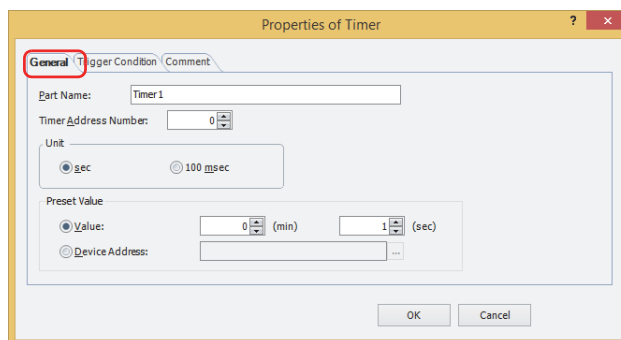 Properties of Timer
? ×
General Trigger Condition Comment
Part Name: Timer1
Timer Address Number: 0
Unit
sec 100 msec
Preset Value
Value: 0 (min) 1 (sec)
Device Address: ...
OK Cancel